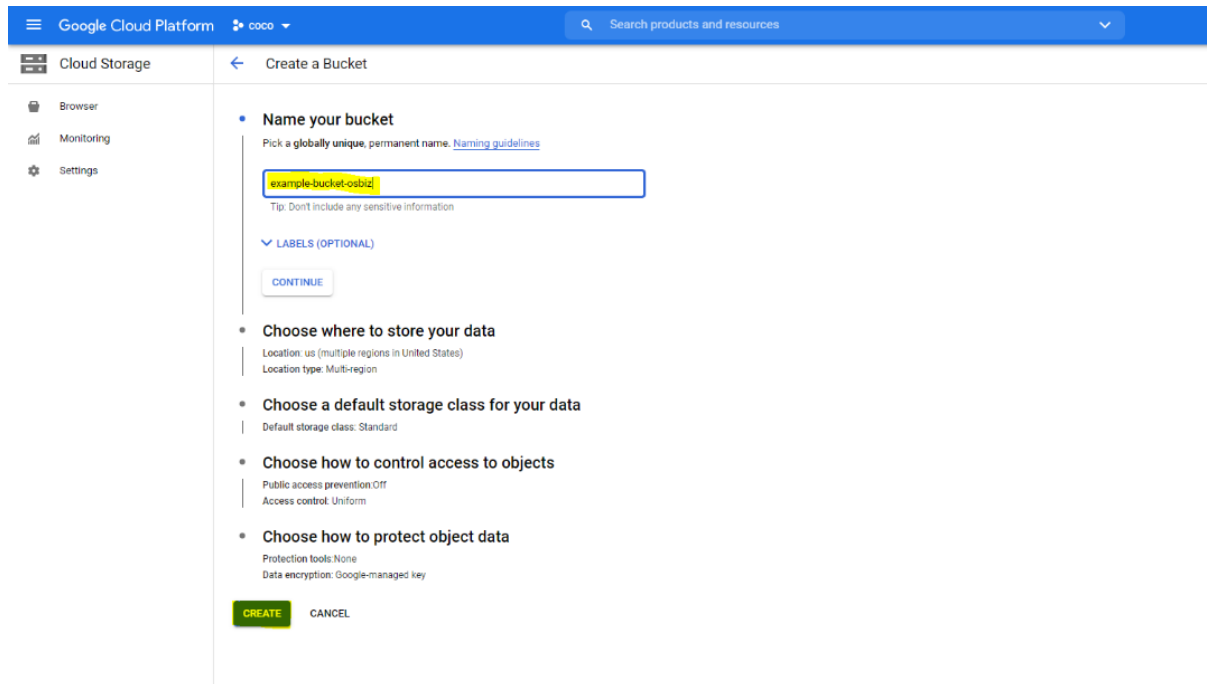 Google Cloud Platform coco Search products and resources
Cloud Storage Create a Bucket
Browser
Monitoring
Settings
Name your bucket
Pick a globally unique, permanent name. Naming guidelines
example-bucket-osbiz
Tip: Don't include any sensitive information
LABELS (OPTIONAL)
CONTINUE
Choose where to store your data
Location: us (multiple regions in United States)
Location type: Multi-region
Choose a default storage class for your data
Default storage class: Standard
Choose how to control access to objects
Public access prevention:Off
Access control: Uniform
Choose how to protect object data
Protection tools:None
Data encryption: Google-managed key
CREATE CANCEL